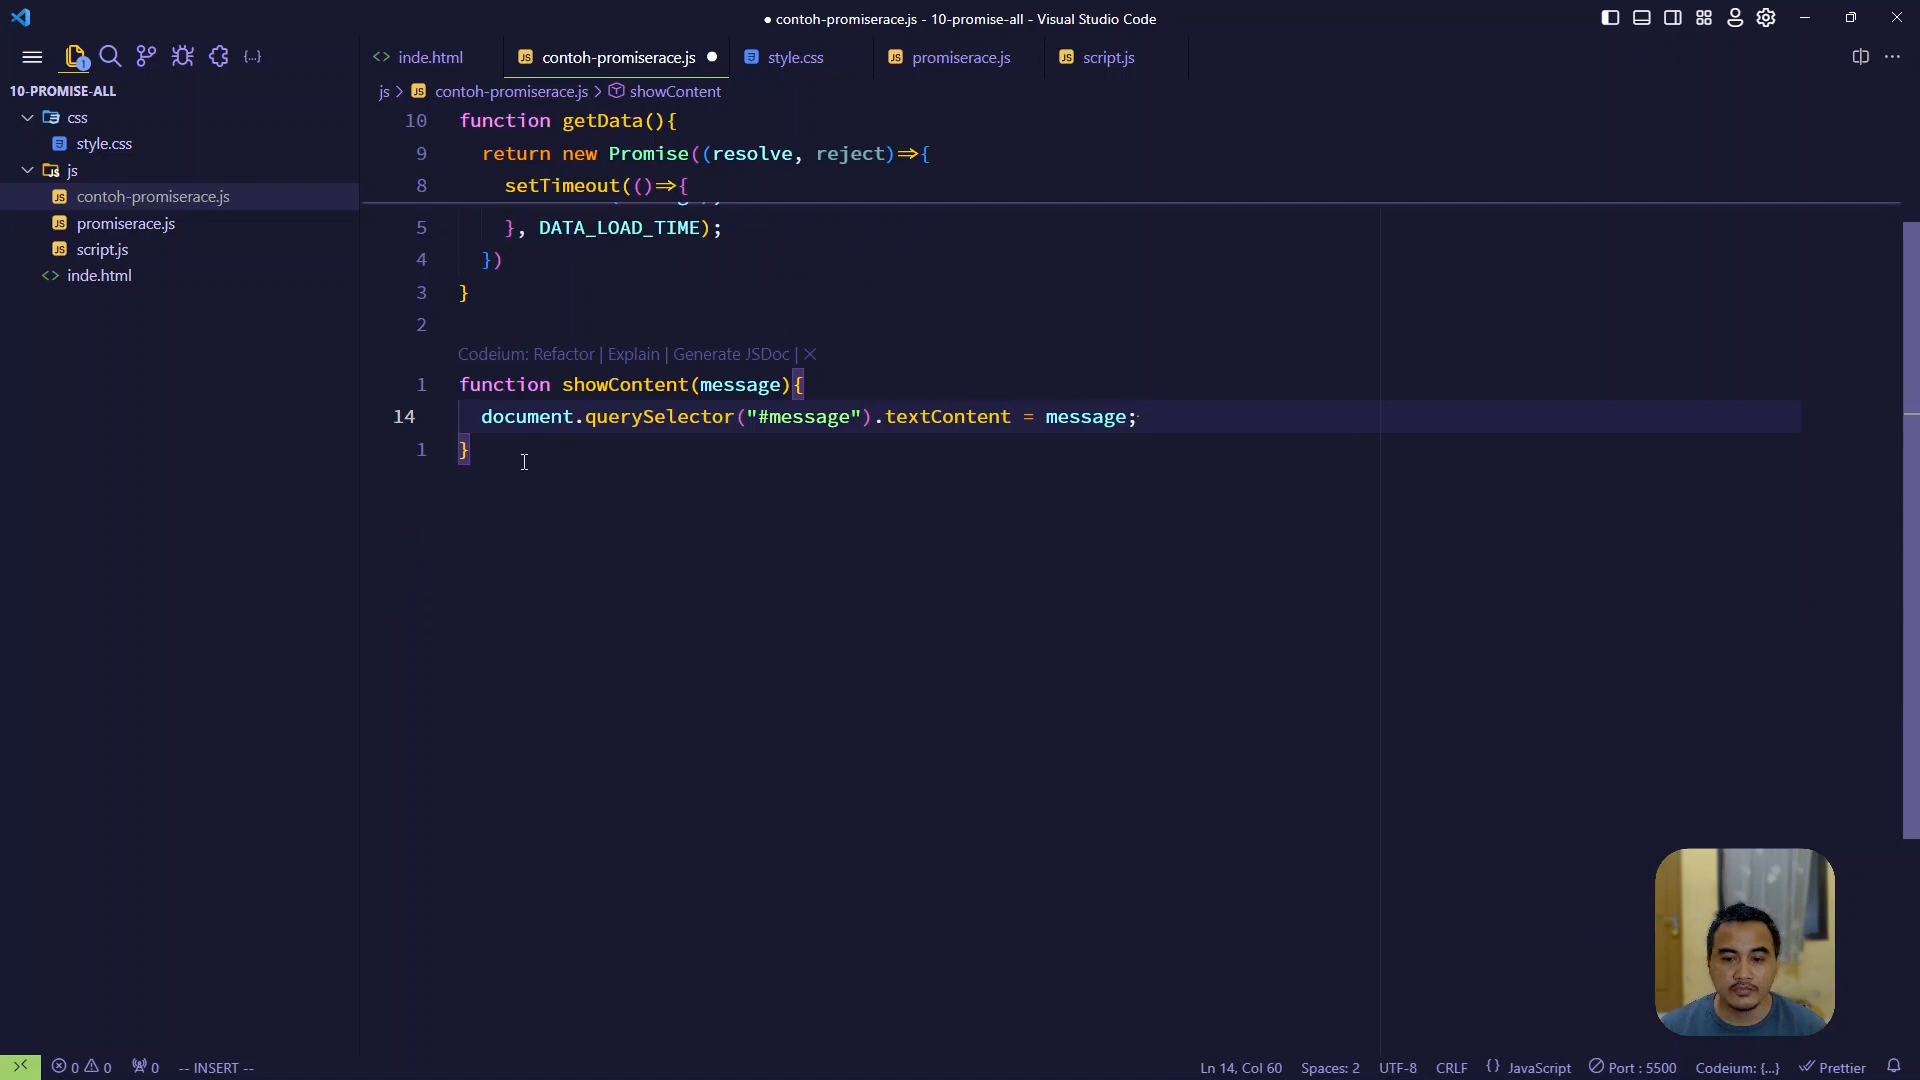 ● contoh-promiserace.js - 10-promise-all - Visual Studio Code
1
{...}
inde.html
contoh-promiserace.js
style.css
promiserace.js
script.js
10-PROMISE-ALL
css
style.css
js
contoh-promiserace.js
promiserace.js
script.js
inde.html
js > JS contoh-promiserace.js > showContent
10 function getData(){
9 return new Promise((resolve, reject)=>{
8 setTimeout(()=>{
5 }, DATA_LOAD_TIME);
4 })
3 }
2
Codeium: Refactor | Explain | Generate JSDoc | ✕
1 function showContent(message){
14 document.querySelector("#message").textContent = message;
1 }
0 0 0 -- INSERT -- Ln 14, Col 60 Spaces: 2 UTF-8 CRLF {} JavaScript Port : 5500 Codeium: {...} Prettier